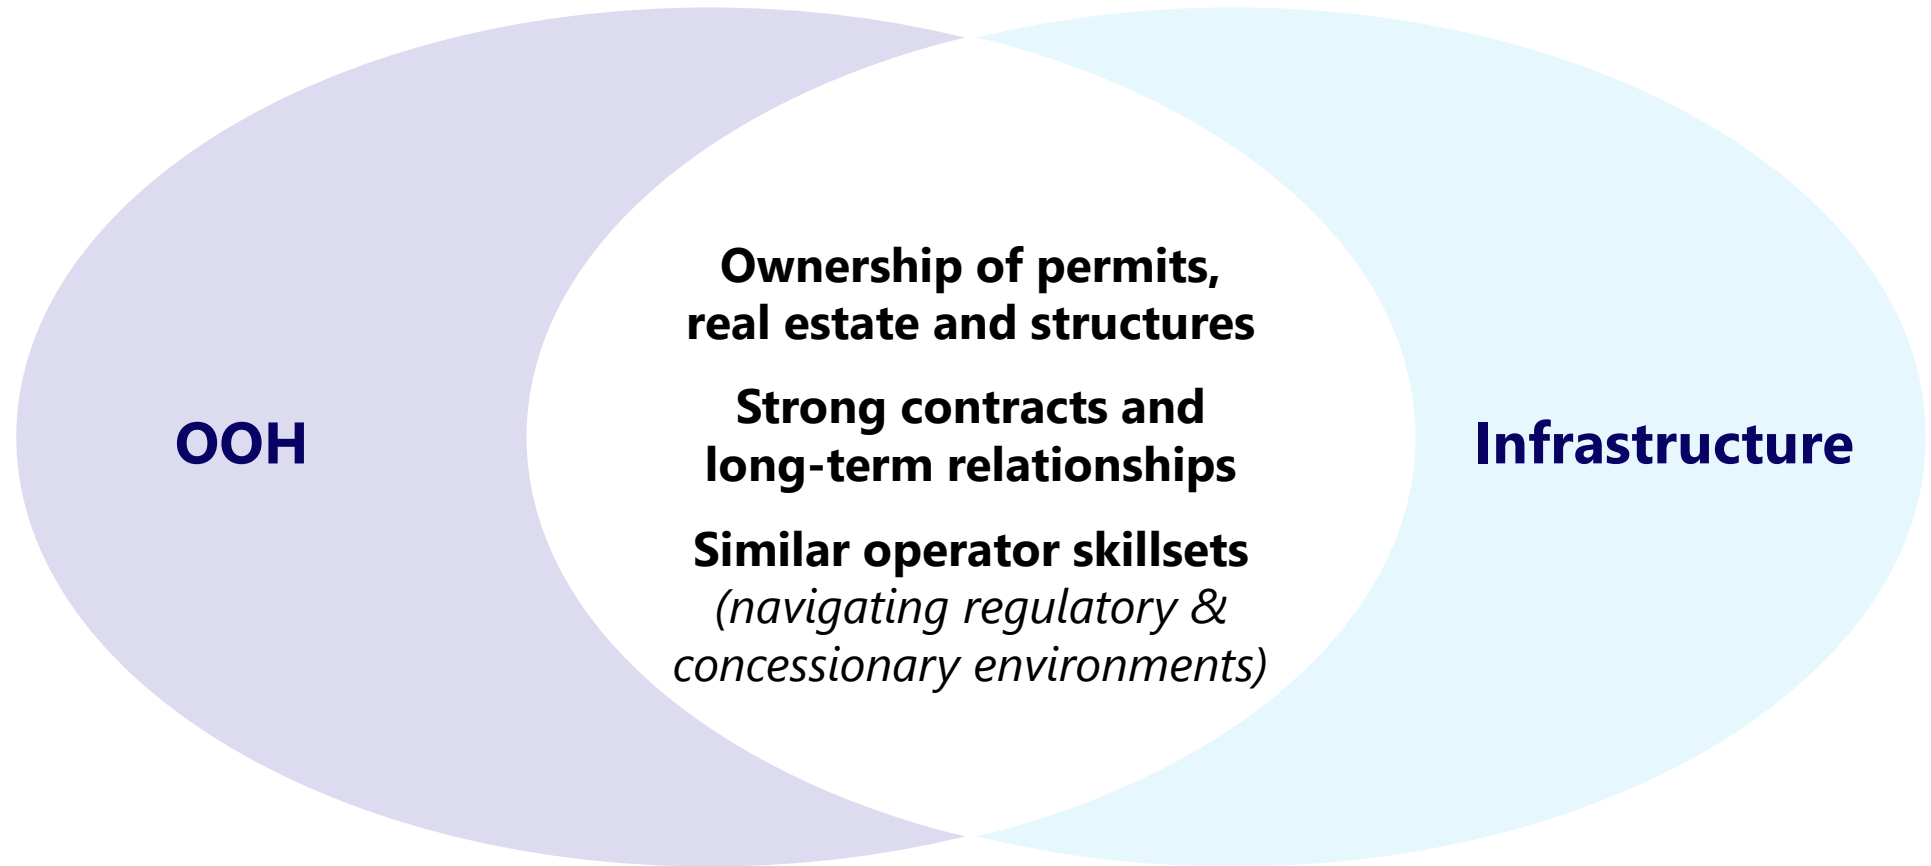 OOH
Ownership of permits,
real estate and structures
Strong contracts and
long-term relationships
Similar operator skillsets
(navigating regulatory &
concessionary environments)
Infrastructure